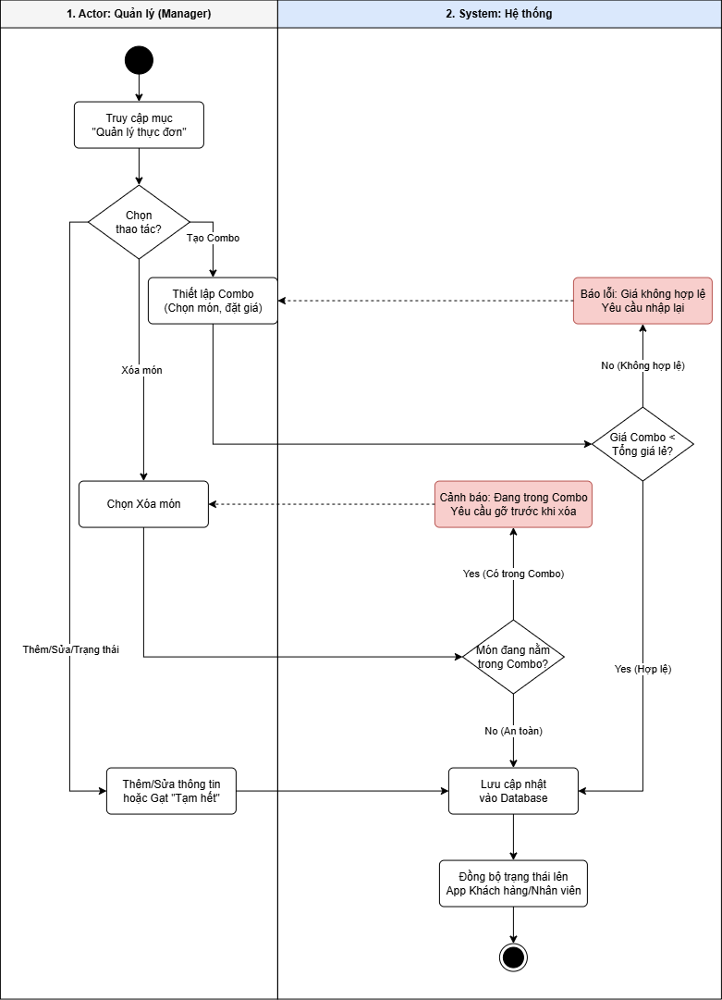 1. Actor: Quản lý (Manager)
2. System: Hệ thống
Truy cập mục
"Quản lý thực đơn"
Chọn
thao tác?
Tạo Combo
Thiết lập Combo
(Chọn món, đặt giá)
Báo lỗi: Giá không hợp lệ
Yêu cầu nhập lại
Xóa món
No (Không hợp lệ)
Giá Combo <
Tổng giá lẻ?
Chọn Xóa món
Cảnh báo: Đang trong Combo
Yêu cầu gỡ trước khi xóa
Yes (Có trong Combo)
Món đang nằm
trong Combo?
Thêm/Sửa/Trạng thái
Yes (Hợp lệ)
No (An toàn)
Thêm/Sửa thông tin
hoặc Gạt "Tạm hết"
Lưu cập nhật
vào Database
Đồng bộ trạng thái lên
App Khách hàng/Nhân viên